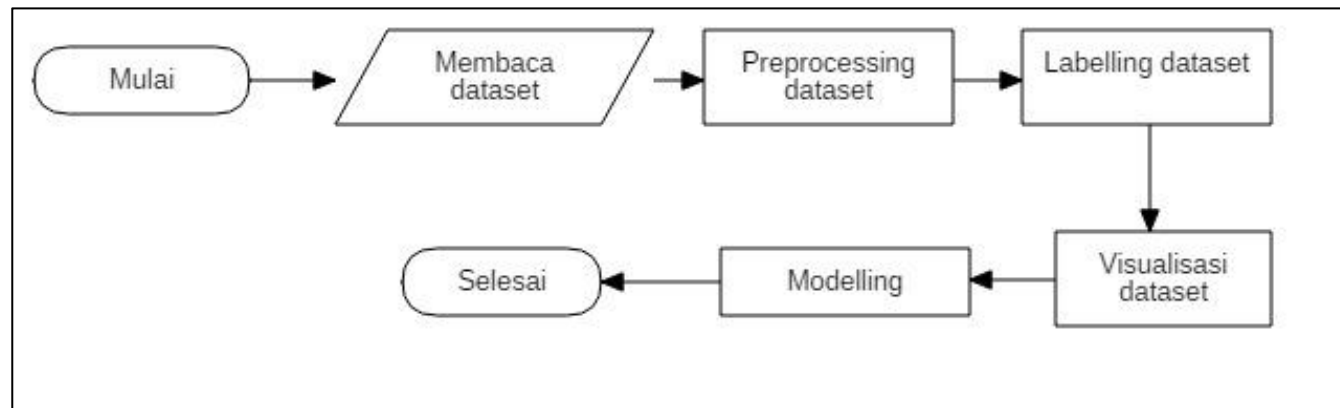 Mulai
Membaca
dataset
Preprocessing
dataset
Labelling dataset
Visualisasi
dataset
Modelling
Selesai